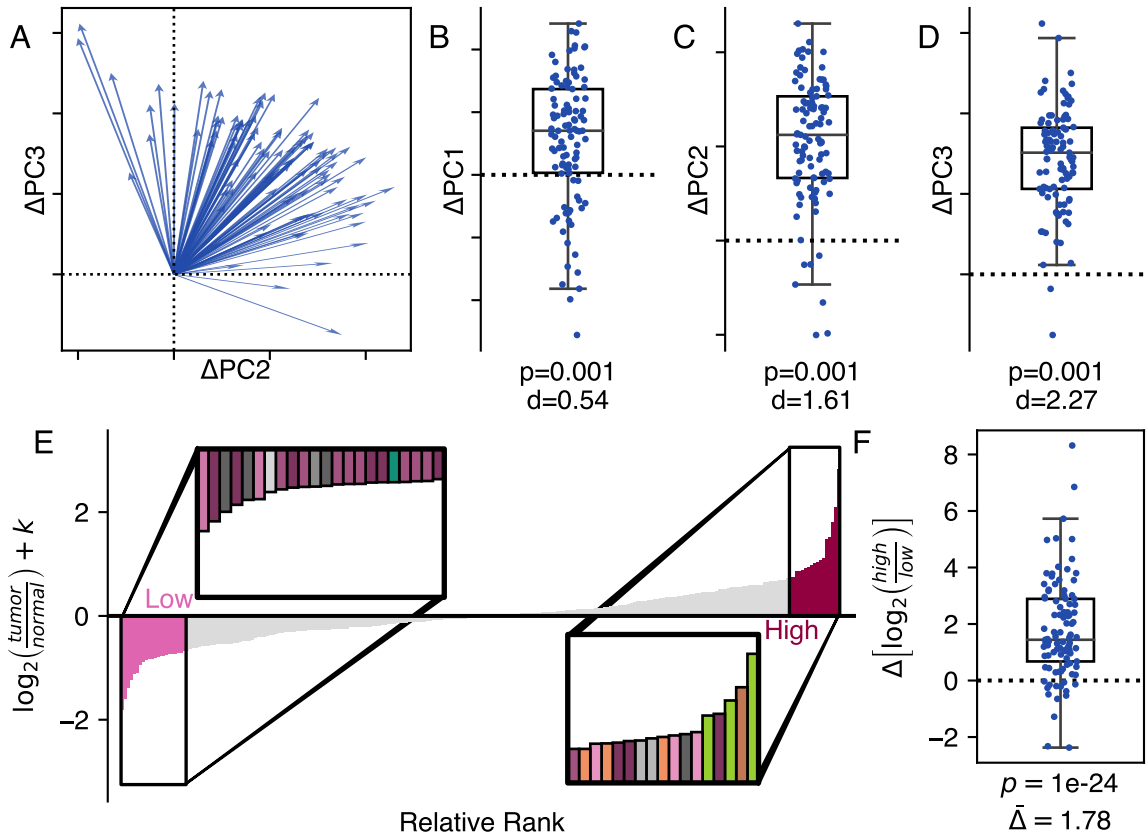 A
ΔPC3
ΔPC2
B
ΔPC1
p=0.001
d=0.54
C
ΔPC2
p=0.001
d=1.61
D
ΔPC3
p=0.001
d=2.27
E
log₂(tumor/normal) + k
2
0
−2
Low
High
Relative Rank
F
Δ[log₂(high/low)]
8
6
4
2
0
−2
p = 1e-24
Δ̄ = 1.78